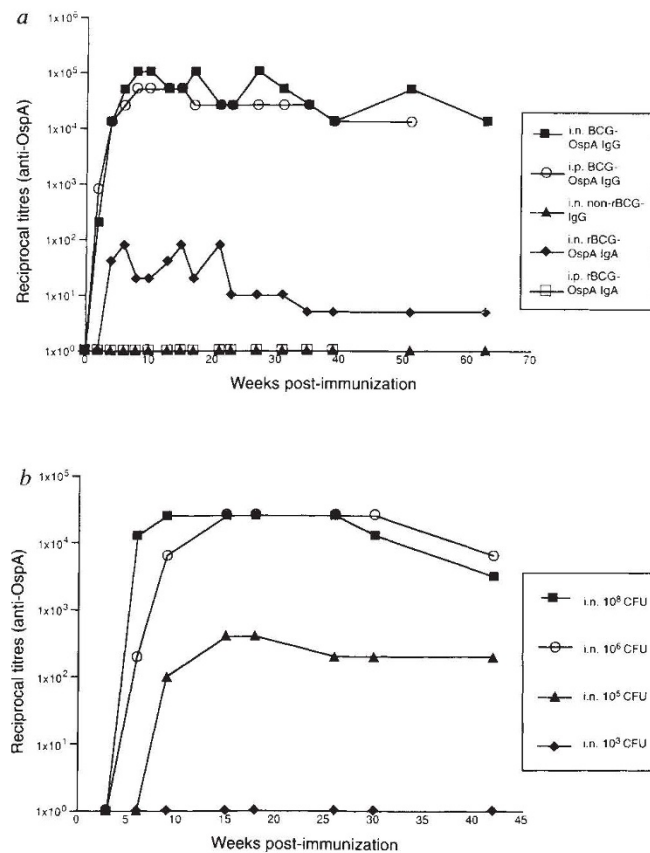 a
1x10⁶
1x10⁵
1x10⁴
1x10³
1x10²
1x10¹
1x10⁰
Reciprocal titres (anti-OspA)
0 10 20 30 40 50 60 70
Weeks post-immunization
i.n. BCG-
OspA IgG
i.p. BCG-
OspA IgG
i.n. non-rBCG-
IgG
i.n. rBCG-
OspA IgA
i.p. rBCG-
OspA IgA
b
1x10⁵
1x10⁴
1x10³
1x10²
1x10¹
1x10⁰
Reciprocal titres (anti-OspA)
0 5 10 15 20 25 30 35 40 45
Weeks post-immunization
i.n. 10⁸ CFU
i.n. 10⁶ CFU
i.n. 10⁵ CFU
i.n. 10³ CFU